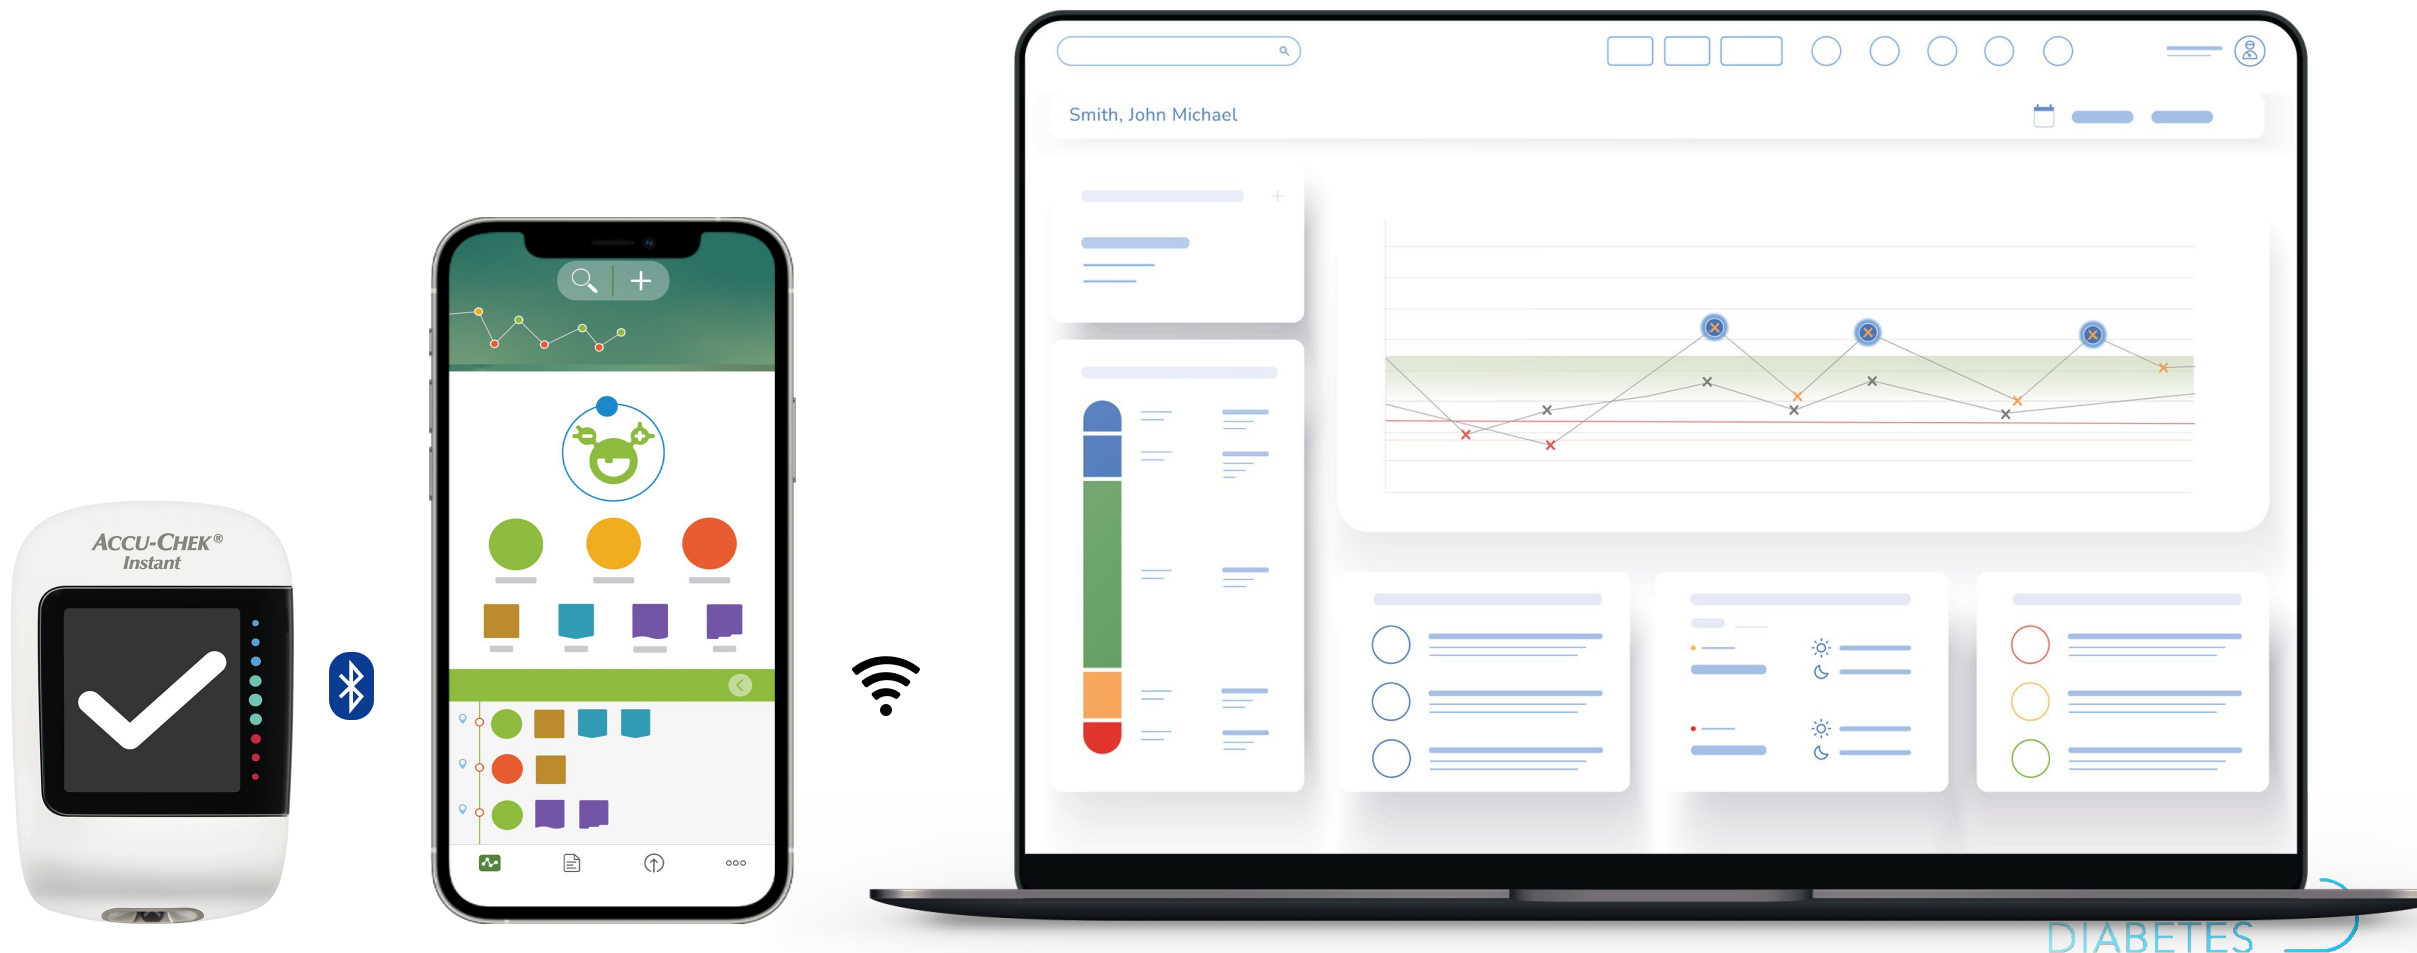 ACCU-CHEK®
Instant
Smith, John Michael
DIABETES